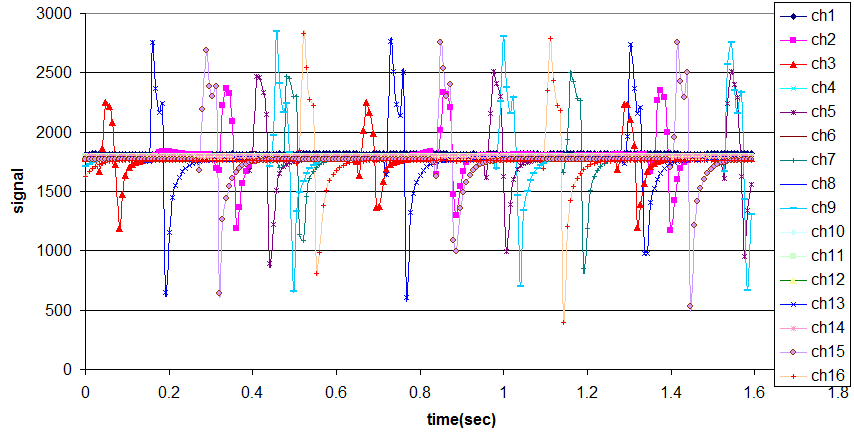 3000
2500
2000
1500
1000
500
0
signal
0
0.2
0.4
0.6
0.8
1
1.2
1.4
1.6
1.8
time(sec)
ch1
ch2
ch3
ch4
ch5
ch6
ch7
ch8
ch9
ch10
ch11
ch12
ch13
ch14
ch15
ch16